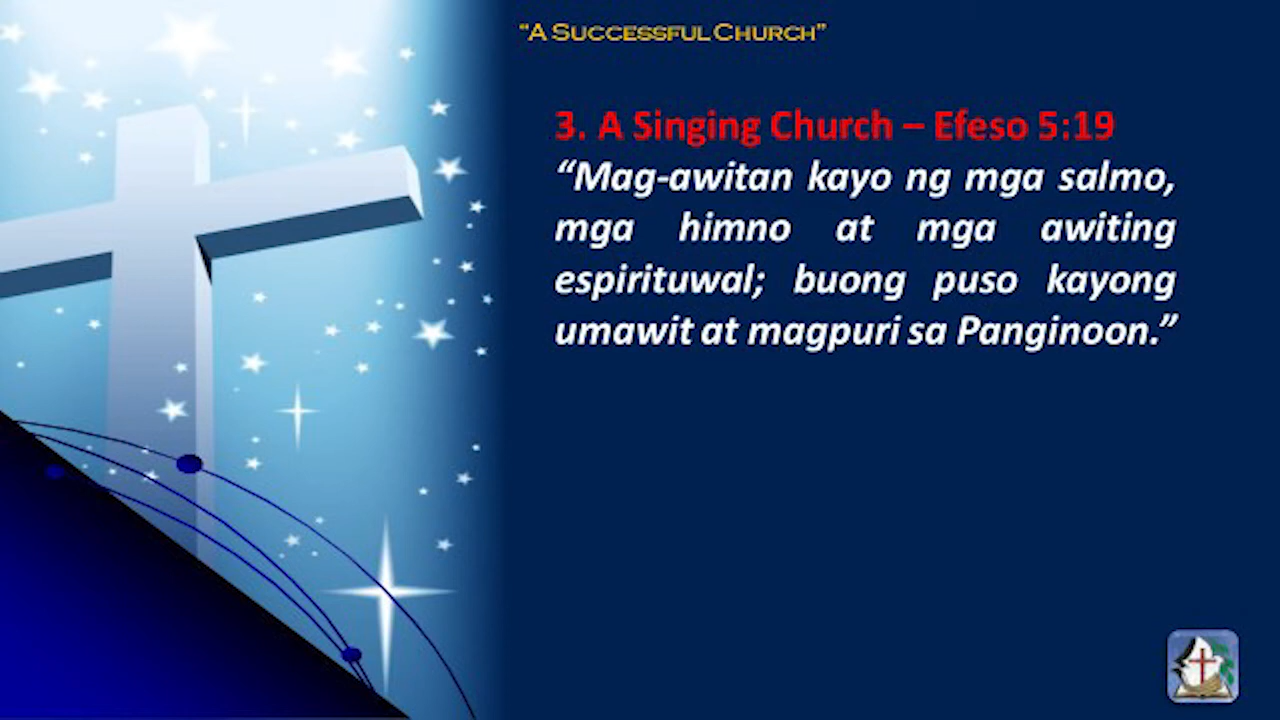 “A Successful Church”
3. A Singing Church – Efeso 5:19
“Mag-awitan kayo ng mga salmo,
mga himno at mga awiting
espirituwal; buong puso kayong
umawit at magpuri sa Panginoon.”